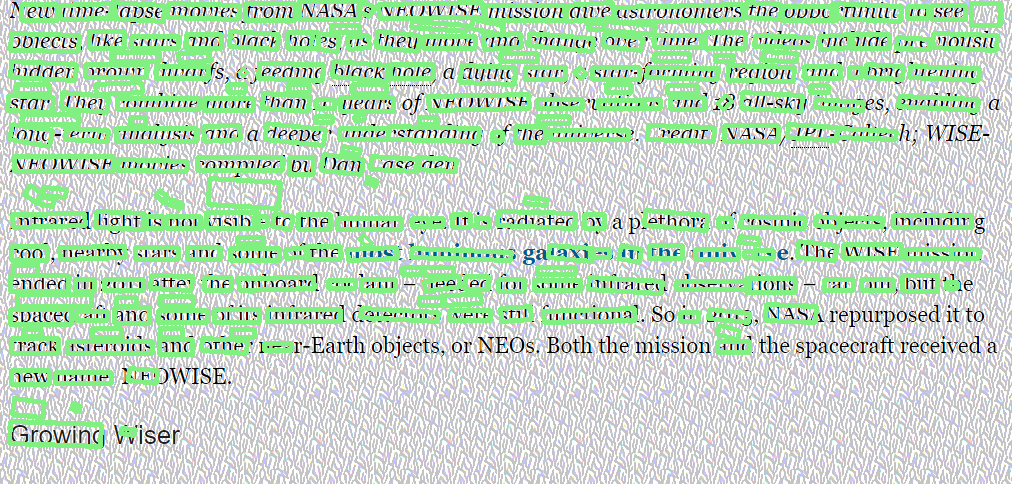 New time-lapse movies from NASA's NEOWISE mission give astronomers the opportunity to see
objects like stars and black holes as they move and change over time. The videos include previously
hidden brown dwarfs, a feeding black hole, a dying star, a star-forming region, and a brightening
star. They combine more than 10 years of NEOWISE observations and 18 all-sky images, enabling a
long-term analysis and a deeper understanding of the universe. Credit: NASA/JPL-Caltech; WISE-
NEOWISE movies compiled by Dan Caselden
Infrared light is not visible to the human eye. It is radiated by a plethora of cosmic objects, including
cool, nearby stars and some of the most luminous galaxies in the universe. The WISE mission
ended in 2011 after the onboard coolant – needed for some infrared observations – ran out, but the
spacecraft and some of its infrared detectors were still functional. So in 2013, NASA repurposed it to
track asteroids and other near-Earth objects, or NEOs. Both the mission and the spacecraft received a
new name: NEOWISE.
Growing Wiser